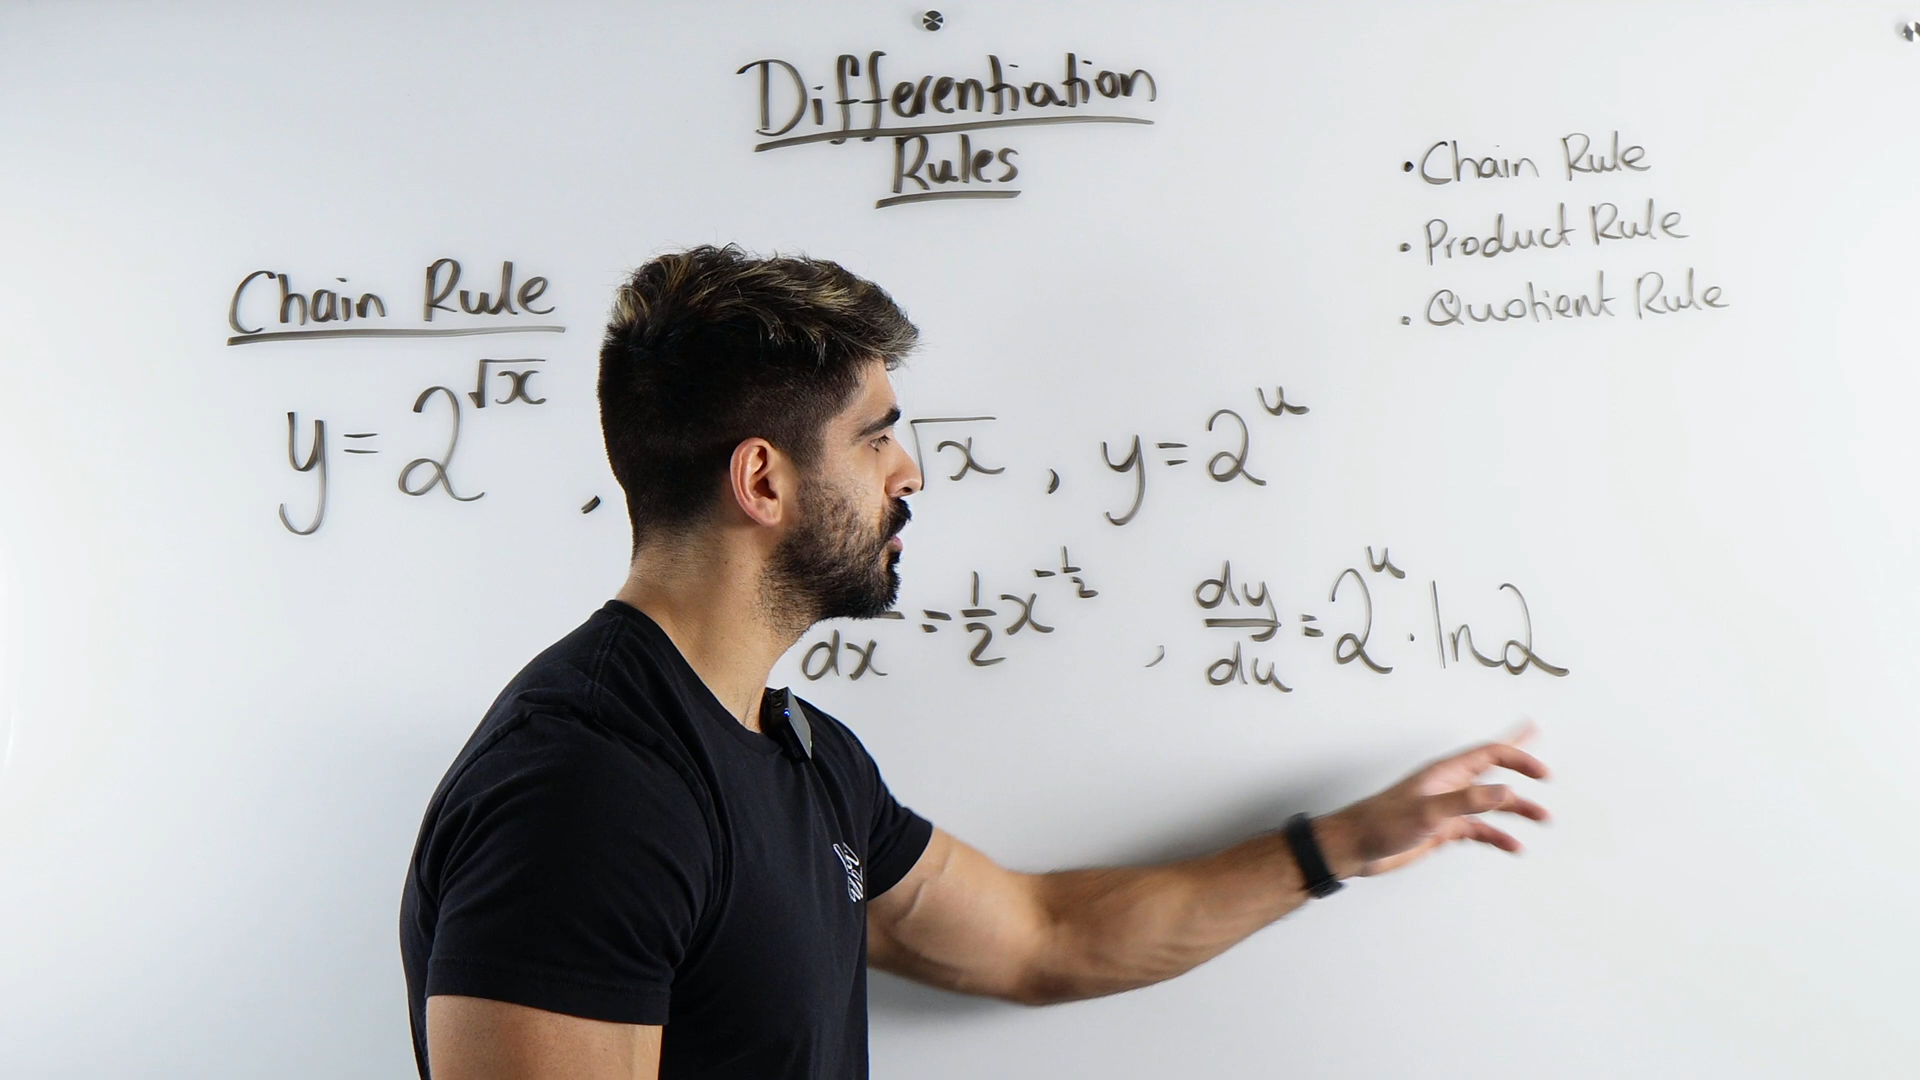 Differentiation
Rules
• Chain Rule
• Product Rule
• Quotient Rule
Chain Rule
y = 2^√x , √x , y = 2^u
dx = 1/2 x^-1/2 , dy/du = 2^u · ln2